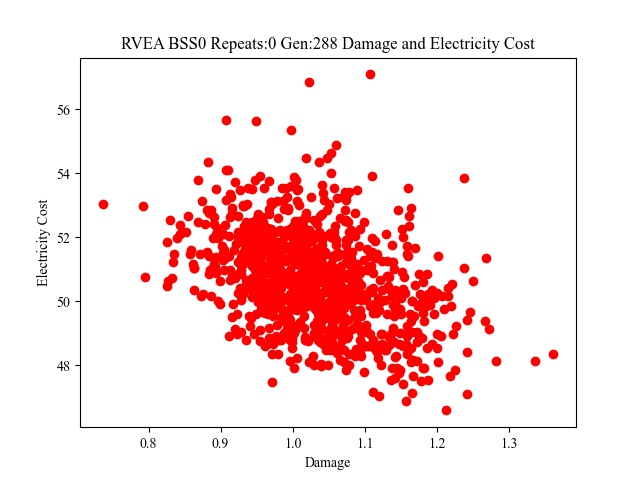 RVEA BSS0 Repeats:0 Gen:288 Damage and Electricity Cost
56
54
52
50
48
Electricity Cost
0.8 0.9 1.0 1.1 1.2 1.3
Damage